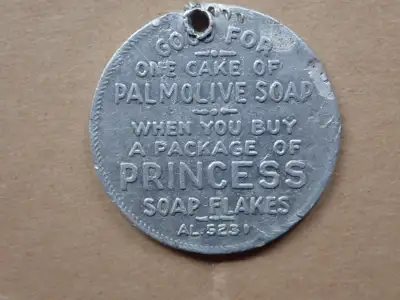 GOOD FOR
ONE CAKE OF
PALMOLIVE SOAP
WHEN YOU BUY
A PACKAGE OF
PRINCESS
SOAP FLAKES
AL 5231